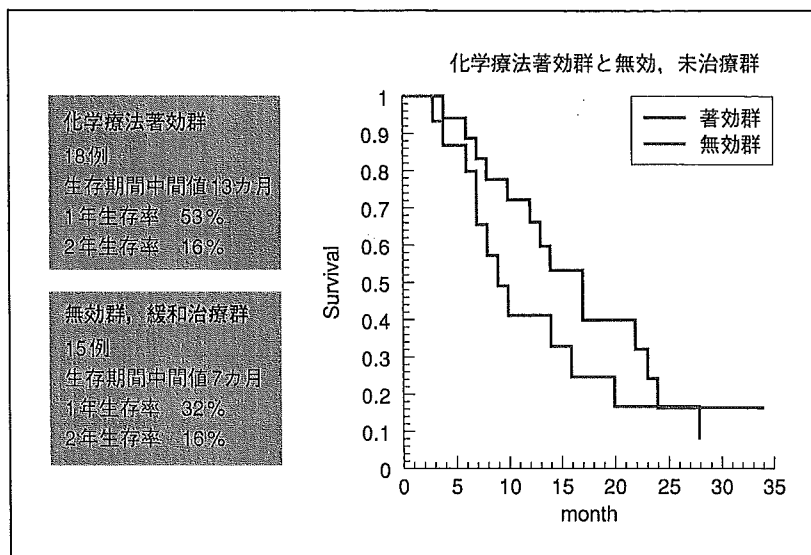 化学療法著効群
18例
生存期間中間値13カ月
1年生存率 53%
2年生存率 16%
無効群，緩和治療群
15例
生存期間中間値7カ月
1年生存率 32%
2年生存率 16%
化学療法著効群と無効，未治療群
著効群
無効群
Survival
1
0.9
0.8
0.7
0.6
0.5
0.4
0.3
0.2
0.1
0
0 5 10 15 20 25 30 35
month